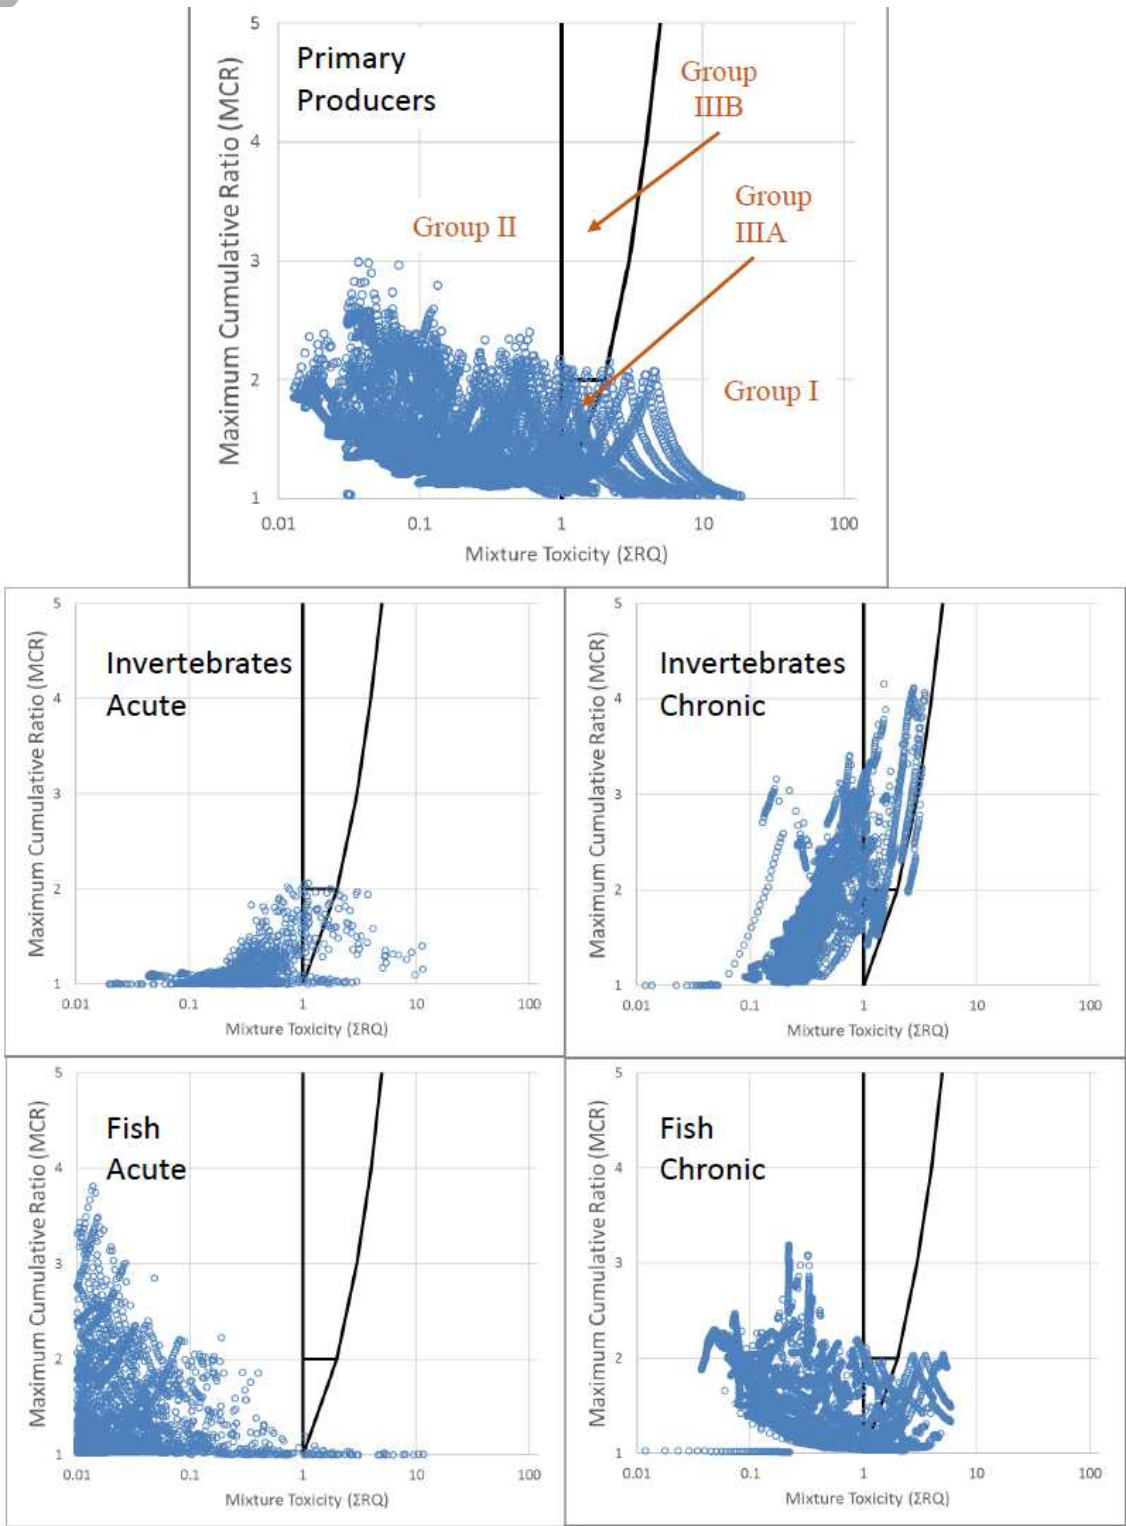 Primary
Producers
Maximum Cumulative Ratio (MCR)
5
4
3
2
1
0.01 0.1 1 10 100
Mixture Toxicity (ΣRQ)
Group
IIIB
Group
IIIA
Group II
Group I
Invertebrates
Acute
Maximum Cumulative Ratio (MCR)
5
4
3
2
1
0.01 0.1 1 10 100
Mixture Toxicity (ΣRQ)
Invertebrates
Chronic
Maximum Cumulative Ratio (MCR)
5
4
3
2
1
0.01 0.1 1 10 100
Mixture Toxicity (ΣRQ)
Fish
Acute
Maximum Cumulative Ratio (MCR)
5
4
3
2
1
0.01 0.1 1 10 100
Mixture Toxicity (ΣRQ)
Fish
Chronic
Maximum Cumulative Ratio (MCR)
5
4
3
2
1
0.01 0.1 1 10 100
Mixture Toxicity (ΣRQ)